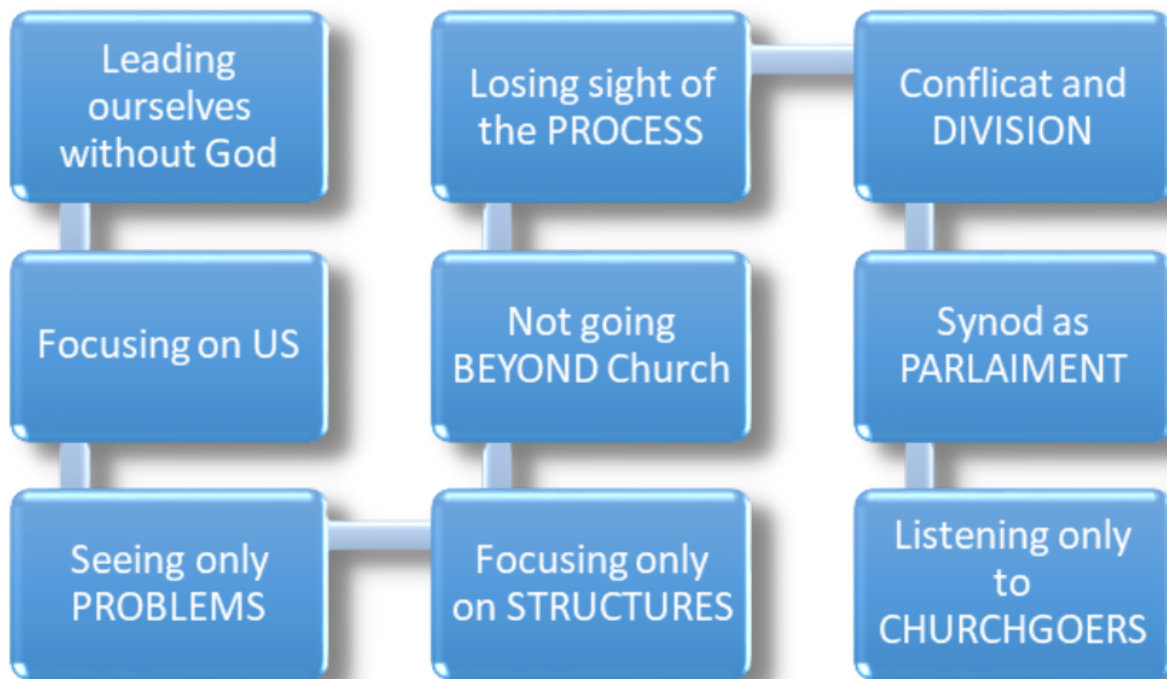 Leading
ourselves
without God
Focusing on US
Seeing only
PROBLEMS
Focusing only
on STRUCTURES
Not going
BEYOND Church
Losing sight of
the PROCESS
Conflicat and
DIVISION
Synod as
PARLAIMENT
Listening only
to
CHURCHGOERS